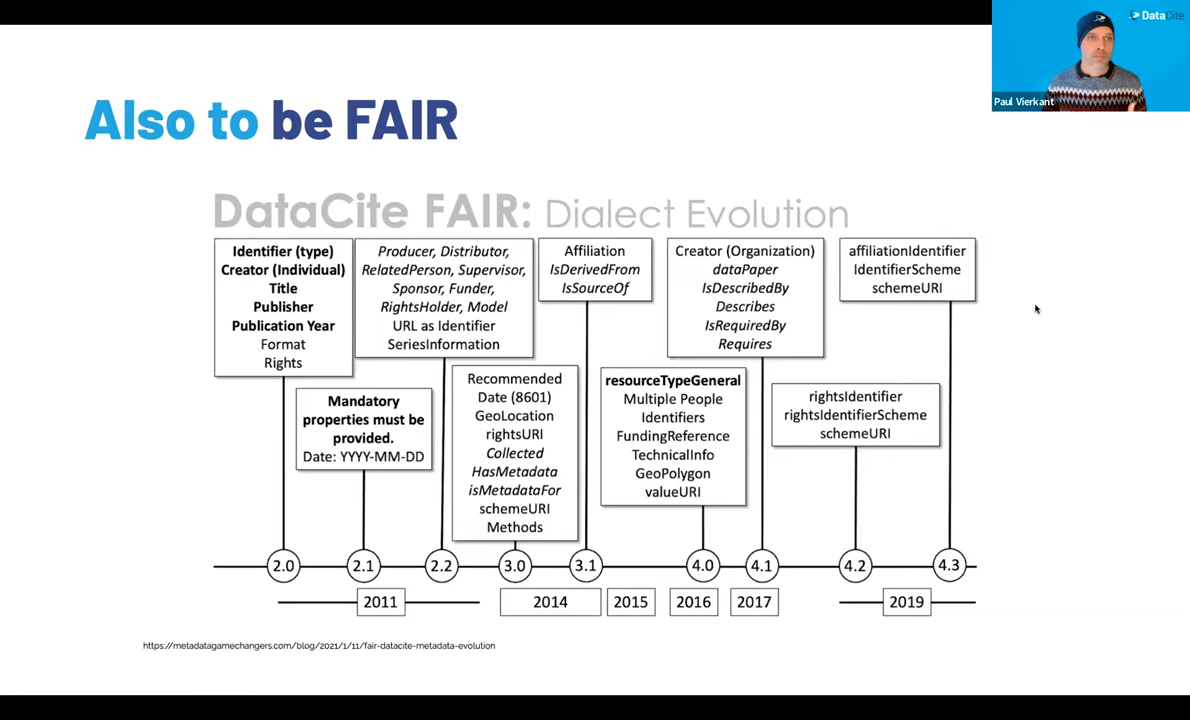 DataCite
Paul Vierkant
Also to be FAIR
DataCite FAIR: Dialect Evolution
Identifier (type)
Creator (Individual)
Title
Publisher
Publication Year
Format
Rights
Producer, Distributor,
RelatedPerson, Supervisor,
Sponsor, Funder,
RightsHolder, Model
URL as Identifier
SeriesInformation
Affiliation
IsDerivedFrom
IsSourceOf
Creator (Organization)
dataPaper
IsDescribedBy
Describes
IsRequiredBy
Requires
affiliationIdentifier
IdentifierScheme
schemeURI
Mandatory
properties must be
provided.
Date: YYYY-MM-DD
Recommended
Date (8601)
GeoLocation
rightsURI
Collected
HasMetadata
isMetadataFor
schemeURI
Methods
resourceTypeGeneral
Multiple People
Identifiers
FundingReference
TechnicalInfo
GeoPolygon
valueURI
rightsIdentifier
rightsIdentifierScheme
schemeURI
2.0
2.1
2.2
3.0
3.1
4.0
4.1
4.2
4.3
2011
2014
2015
2016
2017
2019
https://metadatagamechangers.com/blog/2021/1/11/fair-datacite-metadata-evolution